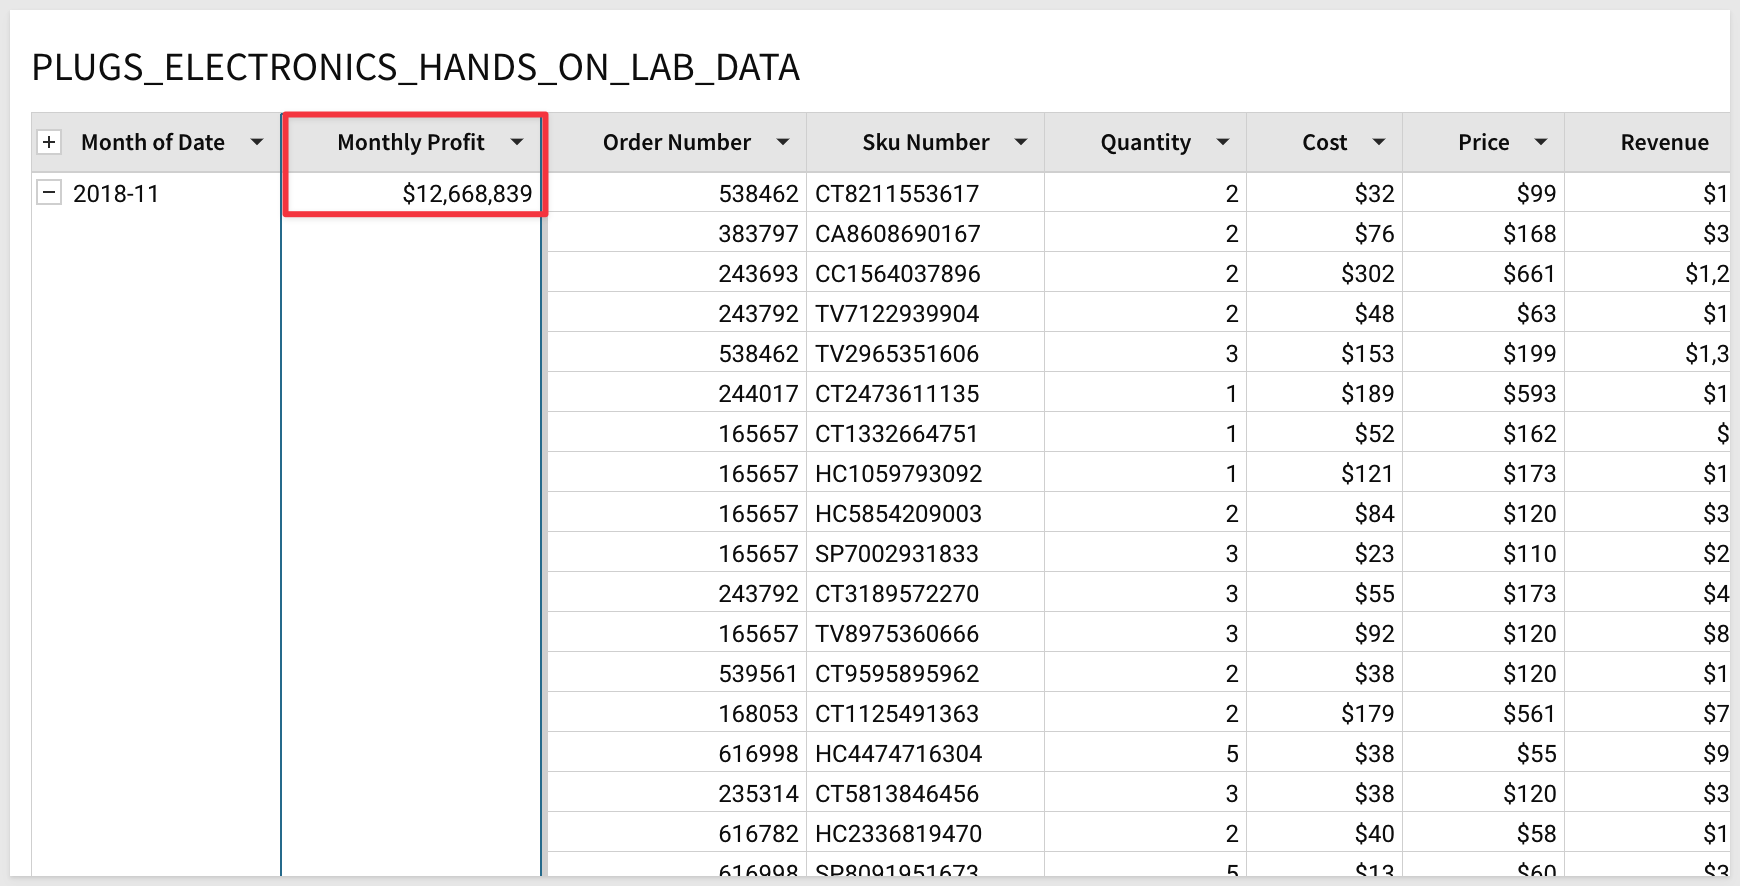 PLUGS_ELECTRONICS_HANDS_ON_LAB_DATA
Month of Date Monthly Profit Order Number Sku Number Quantity Cost Price Revenue
2018-11 $12,668,839 538462 CT8211553617 2 $32 $99 $1
383797 CA8608690167 2 $76 $168 $3
243693 CC1564037896 2 $302 $661 $1,2
243792 TV7122939904 2 $48 $63 $1
538462 TV2965351606 3 $153 $199 $1,3
244017 CT2473611135 1 $189 $593 $1
165657 CT1332664751 1 $52 $162 $
165657 HC1059793092 1 $121 $173 $1
165657 HC5854209003 2 $84 $120 $3
165657 SP7002931833 3 $23 $110 $2
243792 CT3189572270 3 $55 $173 $4
165657 TV8975360666 3 $92 $120 $8
539561 CT9595895962 2 $38 $120 $1
168053 CT1125491363 2 $179 $561 $7
616998 HC4474716304 5 $38 $55 $9
235314 CT5813846456 3 $38 $120 $3
616782 HC2336819470 2 $40 $58 $1
616998 SP8091951673 5 $13 $60 $3